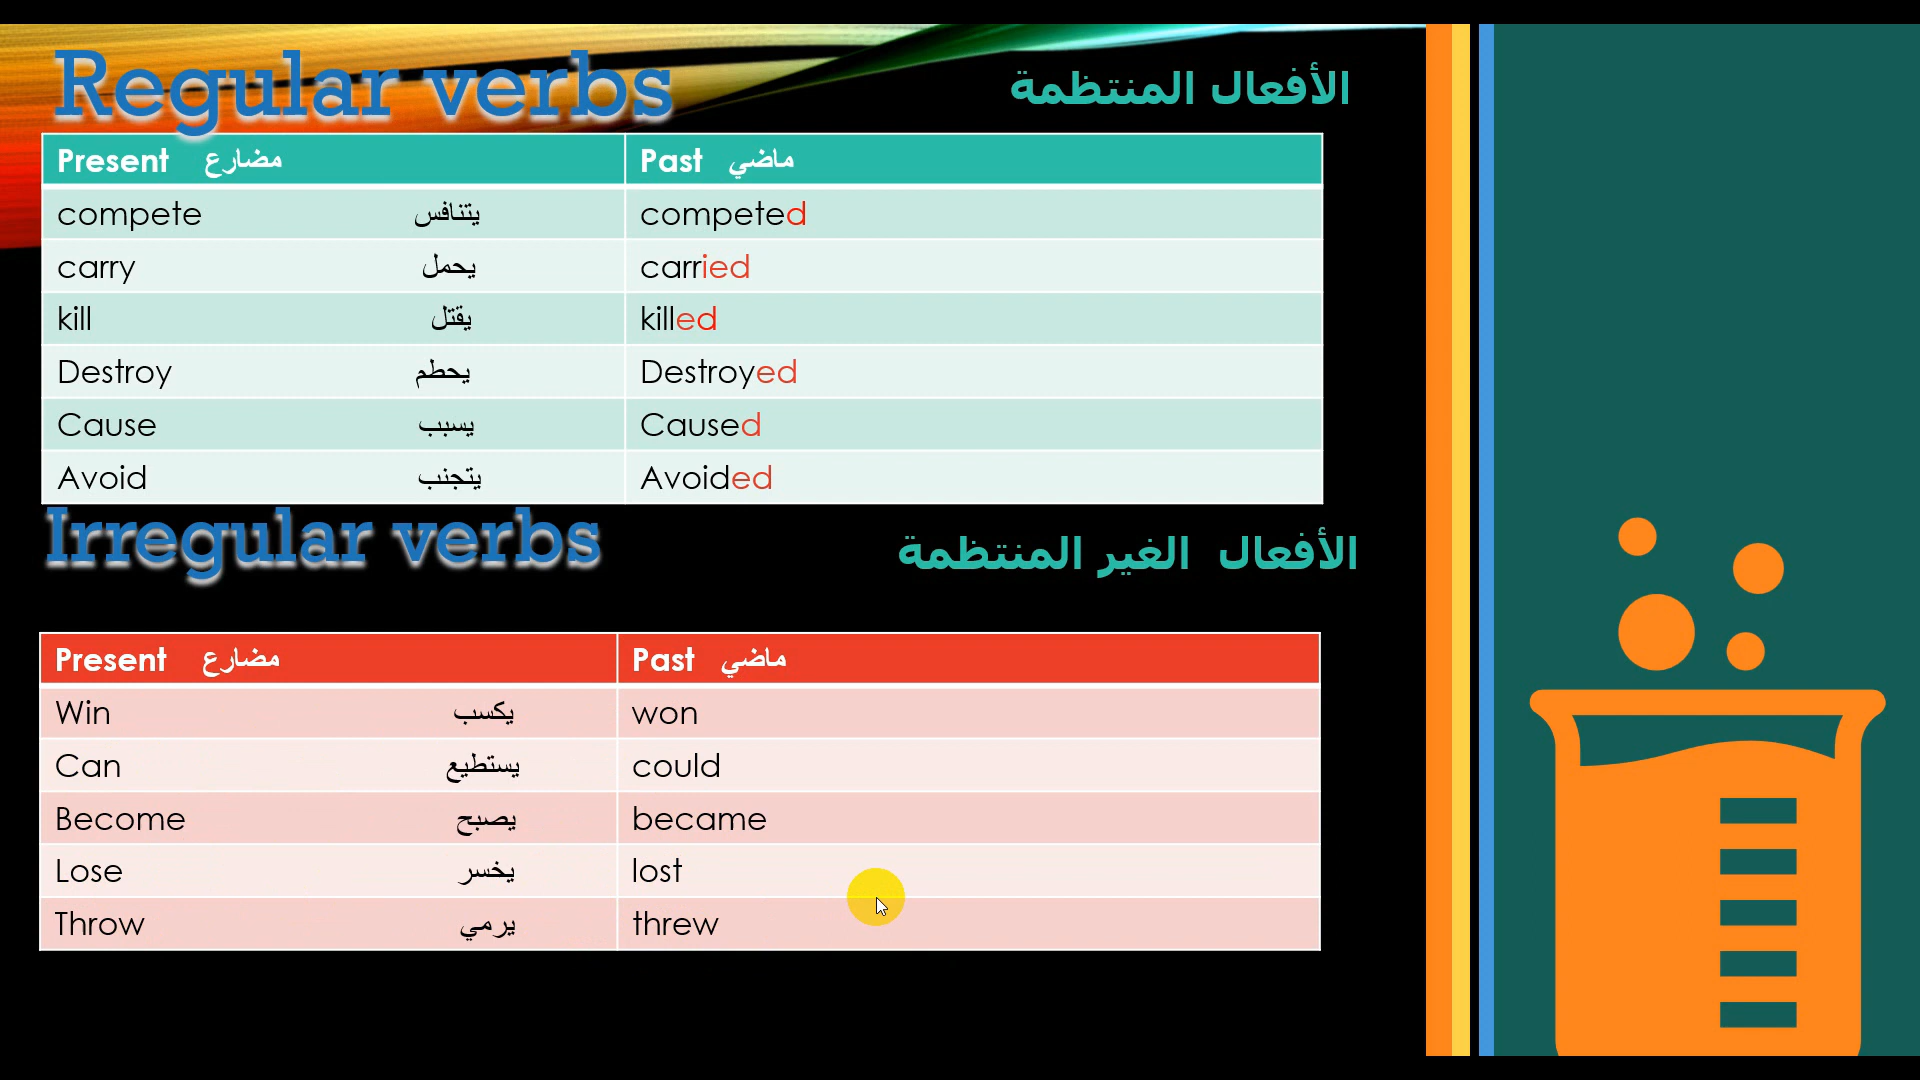 Regular verbs الأفعال المنتظمة
Present مضارع Past ماضي
compete يتنافس competed
carry يحمل carried
kill يقتل killed
Destroy يحطم Destroyed
Cause يسبب Caused
Avoid يتجنب Avoided
Irregular verbs الأفعال الغير المنتظمة
Present مضارع Past ماضي
Win يكسب won
Can يستطيع could
Become يصبح became
Lose يخسر lost
Throw يرمي threw